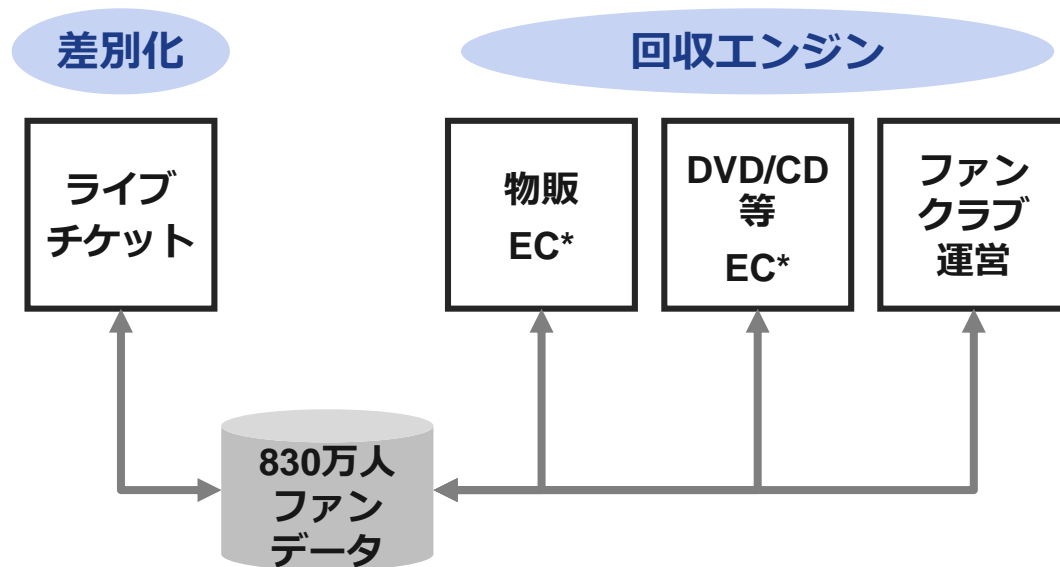 差別化
回収エンジン
ライブ
チケット
物販
EC*
DVD/CD
等
EC*
ファン
クラブ
運営
830万人
ファン
データ